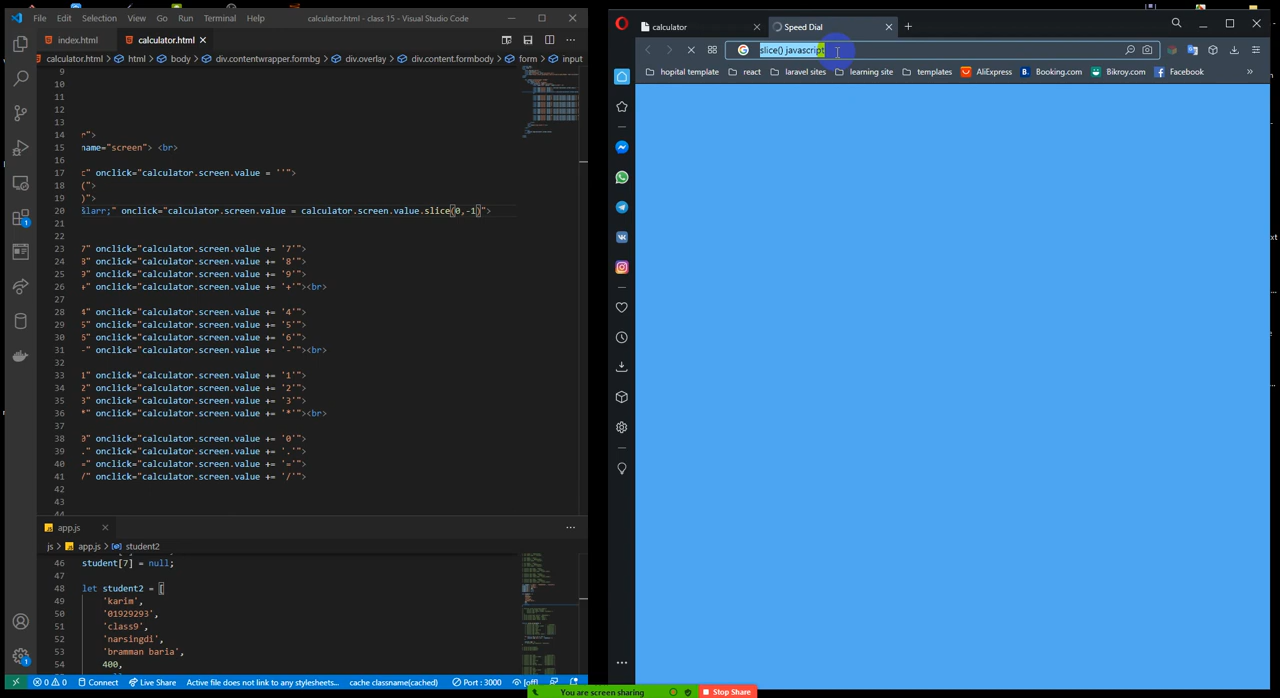 File Edit Selection View Go Run Terminal Help calculator.html - class 15 - Visual Studio Code
index.html calculator.html
calculator.html > html > body > div.contentwrapper.formbg > div.overlay > div.content.formbody > form > input
9
10
11
12
13
14 r">
15 name="screen"> <br>
16
17 c" onclick="calculator.screen.value = ''">
18 (">
19 )">
20 &larr;" onclick="calculator.screen.value = calculator.screen.value.slice(0,-1)">
21
22
23 7" onclick="calculator.screen.value += '7'">
24 8" onclick="calculator.screen.value += '8'">
25 9" onclick="calculator.screen.value += '9'">
26 +" onclick="calculator.screen.value += '+'"><br>
27
28 4" onclick="calculator.screen.value += '4'">
29 5" onclick="calculator.screen.value += '5'">
30 6" onclick="calculator.screen.value += '6'">
31 -" onclick="calculator.screen.value += '-'"><br>
32
33 1" onclick="calculator.screen.value += '1'">
34 2" onclick="calculator.screen.value += '2'">
35 3" onclick="calculator.screen.value += '3'">
36 *" onclick="calculator.screen.value += '*'"><br>
37
38 0" onclick="calculator.screen.value += '0'">
39 ." onclick="calculator.screen.value += '.'">
40 =" onclick="calculator.screen.value += '='">
41 /" onclick="calculator.screen.value += '/'">
42
43
44
app.js
js > app.js > student2
46 student[7] = null;
47
48 let student2 = [
49 'karim',
50 '01929293',
51 'class9',
52 'narsingdi',
53 'bramman baria',
54 400,
0 0 Connect Live Share Active file does not link to any stylesheets... cache className(cached) Port : 3000 [off]
calculator Speed Dial
slice() javascript
hopital template react laravel sites learning site templates AliExpress Booking.com Bikroy.com Facebook »
You are screen sharing Stop Share